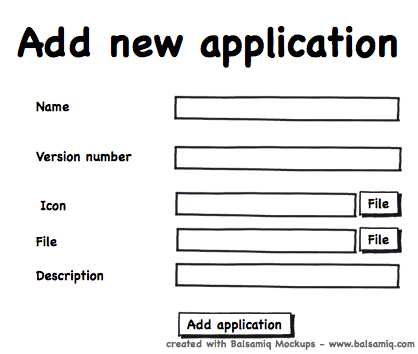 Add new application
Name
Version number
Icon
File
File
File
Description
Add application
created with Balsamiq Mockups - www.balsamiq.com